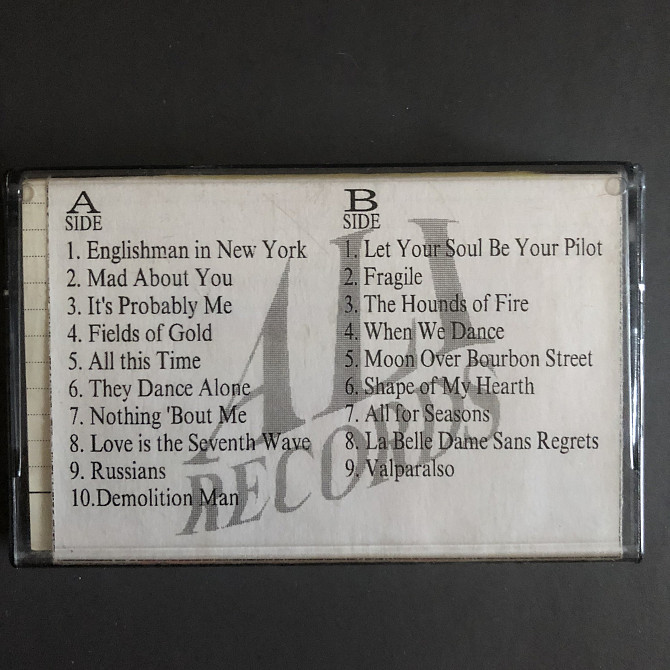 A
SIDE
1. Englishman in New York
2. Mad About You
3. It's Probably Me
4. Fields of Gold
5. All this Time
6. They Dance Alone
7. Nothing 'Bout Me
8. Love is the Seventh Wave
9. Russians
10.Demolition Man
B
SIDE
1. Let Your Soul Be Your Pilot
2. Fragile
3. The Hounds of Fire
4. When We Dance
5. Moon Over Bourbon Street
6. Shape of My Hearth
7. All for Seasons
8. La Belle Dame Sans Regrets
9. Valparalso
RECORDS